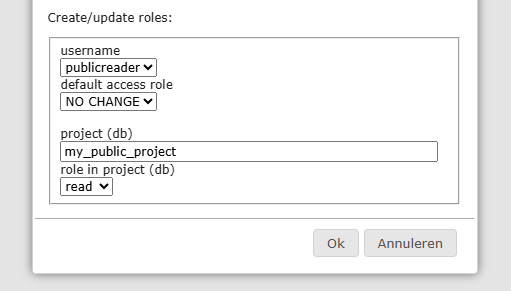 Create/update roles:
username
publicreader
default access role
NO CHANGE
project (db)
my_public_project
role in project (db)
read
Ok Annuleren